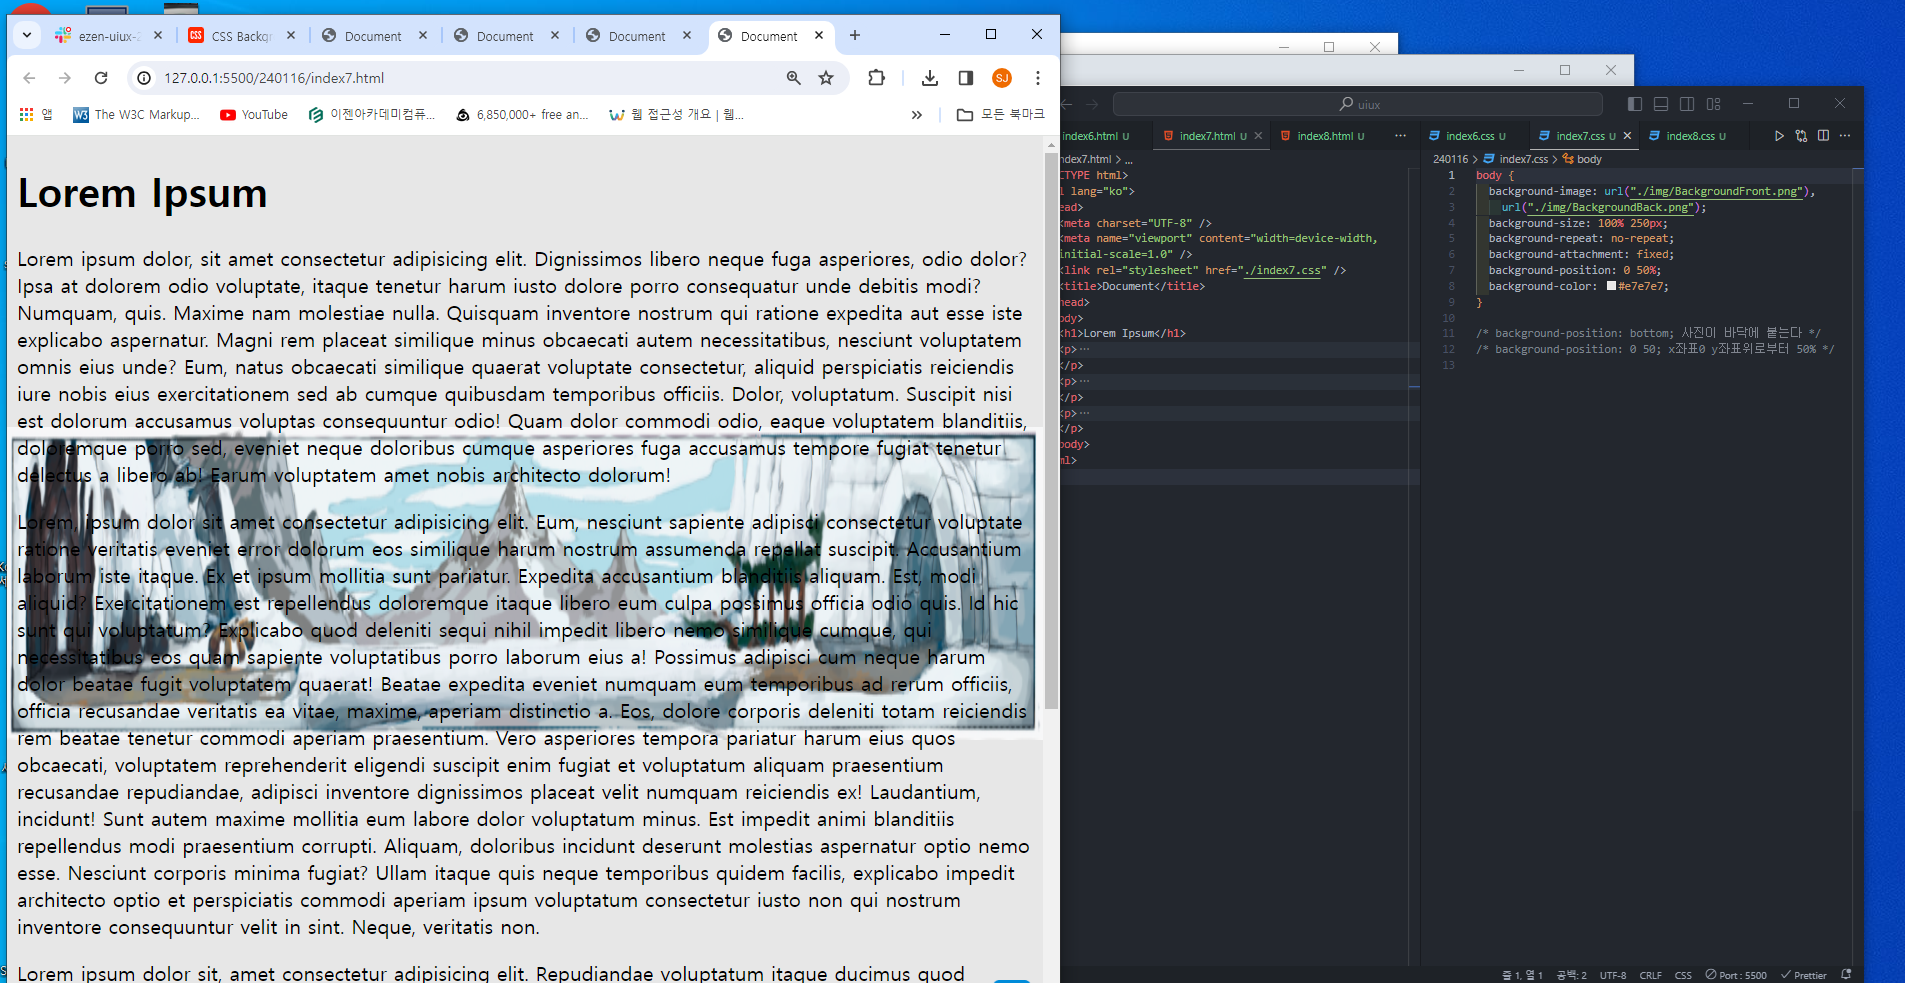 ezen-uiux-2
CSS Backgr
Document
Document
Document
Document
127.0.0.1:5500/240116/index7.html
SJ
앱
The W3C Markup...
YouTube
이젠아카데미컴퓨...
6,850,000+ free an...
웹 접근성 개요 | 웹...
모든 북마크
Lorem Ipsum
Lorem ipsum dolor, sit amet consectetur adipisicing elit. Dignissimos libero neque fuga asperiores, odio dolor?
Ipsa at dolorem odio voluptate, itaque tenetur harum iusto dolore porro consequatur unde debitis modi?
Numquam, quis. Maxime nam molestiae nulla. Quisquam inventore nostrum qui ratione expedita aut esse iste
explicabo aspernatur. Magni rem placeat similique minus obcaecati autem necessitatibus, nesciunt voluptatem
omnis eius unde? Eum, natus obcaecati similique quaerat voluptate consectetur, aliquid perspiciatis reiciendis
iure nobis eius exercitationem sed ab cumque quibusdam temporibus officiis. Dolor, voluptatum. Suscipit nisi
est dolorum accusamus voluptas consequuntur odio! Quam dolor commodi odio, eaque voluptatem blanditiis,
doloremque porro sed, eveniet neque doloribus cumque asperiores fuga accusamus tempore fugiat tenetur
delectus a libero ab! Earum voluptatem amet nobis architecto dolorum!
Lorem, ipsum dolor sit amet consectetur adipisicing elit. Eum, nesciunt sapiente adipisci consectetur voluptate
ratione veritatis eveniet error dolorum eos similique harum nostrum assumenda repellat suscipit. Accusantium
laborum iste itaque. Ex et ipsum mollitia sunt pariatur. Expedita accusantium blanditiis aliquam. Est, modi
aliquid? Exercitationem est repellendus doloremque itaque libero eum culpa possimus officia odio quis. Id hic
sunt qui voluptatum? Explicabo quod deleniti sequi nihil impedit libero nemo similique cumque, qui
necessitatibus eos quam sapiente voluptatibus porro laborum eius a! Possimus adipisci cum neque harum
dolor beatae fugit voluptatem quaerat! Beatae expedita eveniet numquam eum temporibus ad rerum officiis,
officia recusandae veritatis ea vitae, maxime, aperiam distinctio a. Eos, dolore corporis deleniti totam reiciendis
rem beatae tenetur commodi aperiam praesentium. Vero asperiores tempora pariatur harum eius quos
obcaecati, voluptatem reprehenderit eligendi suscipit enim fugiat et voluptatum aliquam praesentium
recusandae repudiandae, adipisci inventore dignissimos placeat velit numquam reiciendis ex! Laudantium,
incidunt! Sunt autem maxime mollitia eum labore dolor voluptatum minus. Est impedit animi blanditiis
repellendus modi praesentium corrupti. Aliquam, doloribus incidunt deserunt molestias aspernatur optio nemo
esse. Nesciunt corporis minima fugiat? Ullam itaque quis neque temporibus quidem facilis, explicabo impedit
architecto optio et perspiciatis commodi aperiam ipsum voluptatum consectetur iusto non qui nostrum
inventore consequuntur velit in sint. Neque, veritatis non.
Lorem ipsum dolor sit, amet consectetur adipisicing elit. Repudiandae voluptatum itaque ducimus quod
uiux
index6.html U
index7.html U
index8.html U
ndex7.html > ...
CTYPE html>
l lang="ko">
ead>
<meta charset="UTF-8" />
<meta name="viewport" content="width=device-width,
initial-scale=1.0" />
<link rel="stylesheet" href="./index7.css" />
<title>Document</title>
head>
ody>
<h1>Lorem Ipsum</h1>
<p>···
</p>
<p>···
</p>
<p>···
</p>
body>
ml>
index6.css U
index7.css U
index8.css U
240116 > index7.css > body
1 body {
2 background-image: url("./img/BackgroundFront.png"),
3 url("./img/BackgroundBack.png");
4 background-size: 100% 250px;
5 background-repeat: no-repeat;
6 background-attachment: fixed;
7 background-position: 0 50%;
8 background-color: #e7e7e7;
9 }
10
11 /* background-position: bottom; 사진이 바닥에 붙는다 */
12 /* background-position: 0 50; x좌표0 y좌표위로부터 50% */
13
줄 1, 열 1
공백: 2
UTF-8
CRLF
CSS
Port : 5500
Prettier